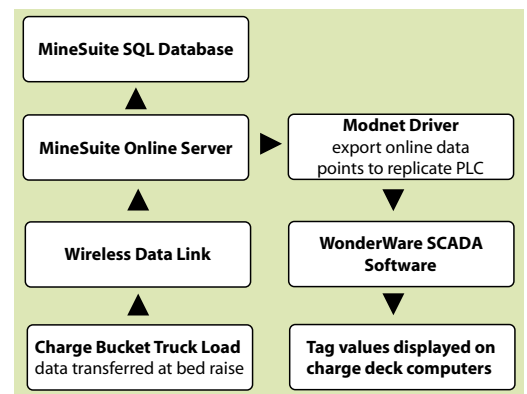 MineSuite SQL Database
MineSuite Online Server
Modnet Driver
export online data
points to replicate PLC
Wireless Data Link
WonderWare SCADA
Software
Charge Bucket Truck Load
data transferred at bed raise
Tag values displayed on
charge deck computers